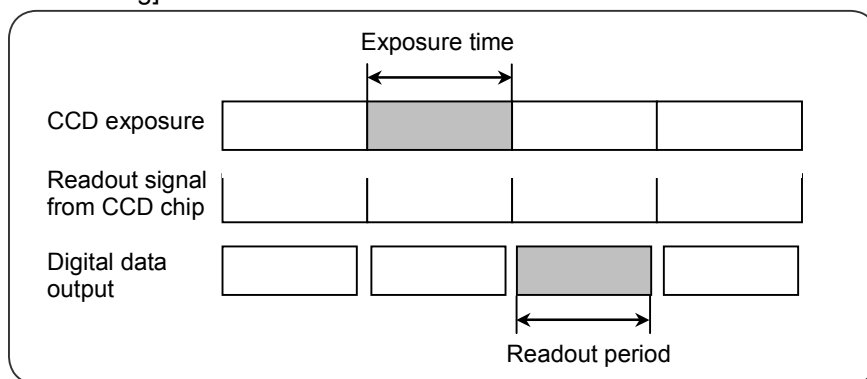 Exposure time
CCD exposure
Readout signal
from CCD chip
Digital data
output
Readout period